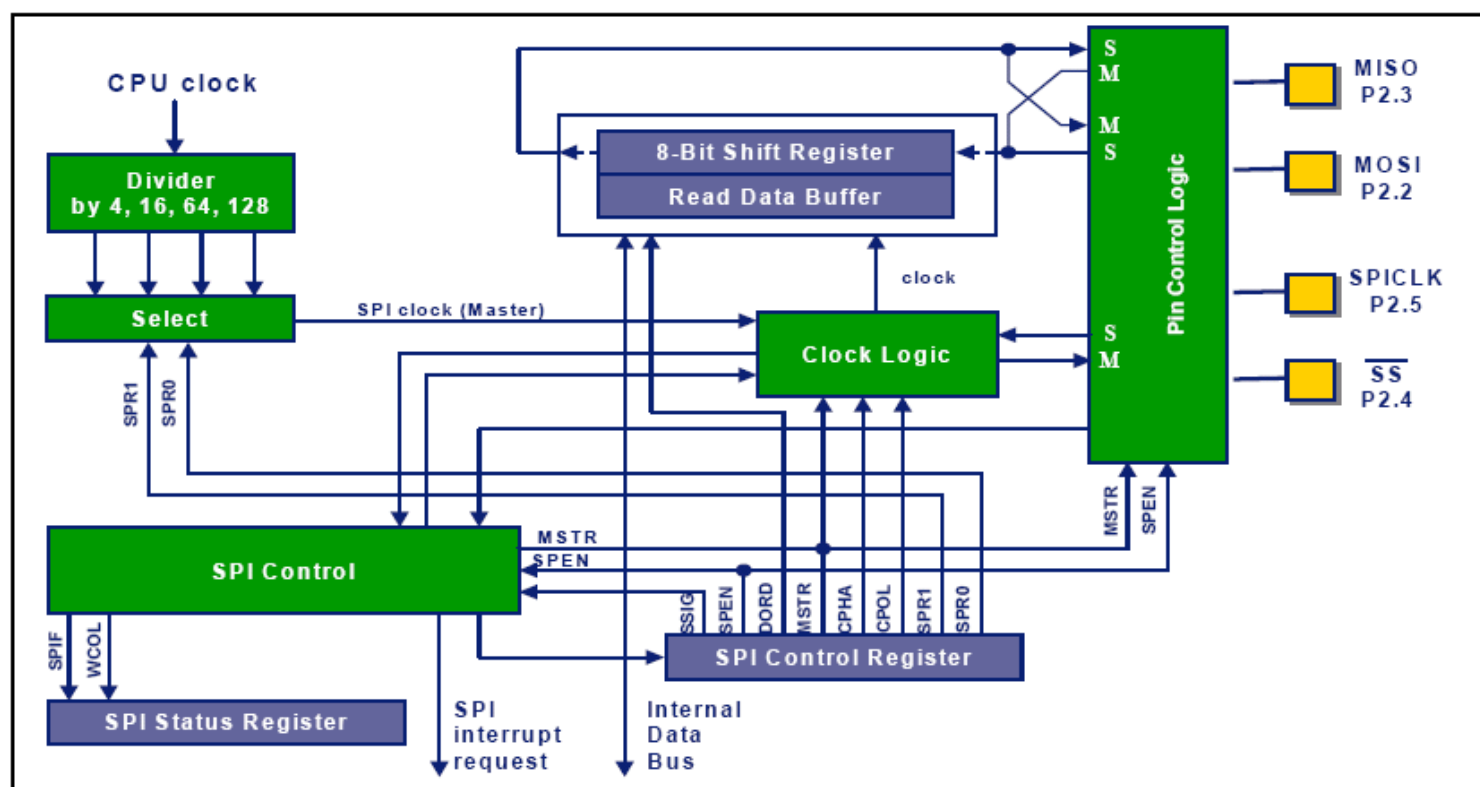 CPU clock
Divider
by 4, 16, 64, 128
Select
SPI clock (Master)
SPR1
SPR0
8-Bit Shift Register
Read Data Buffer
clock
Clock Logic
S
M
M
S
S
M
Pin Control Logic
MISO
P2.3
MOSI
P2.2
SPICLK
P2.5
SS
P2.4
MSTR
SPEN
SPI Control
MSTR
SPEN
SSIG
SPEN
DORD
MSTR
CPHA
CPOL
SPR1
SPR0
SPI Control Register
SPIF
WCOL
SPI Status Register
SPI
interrupt
request
Internal
Data
Bus